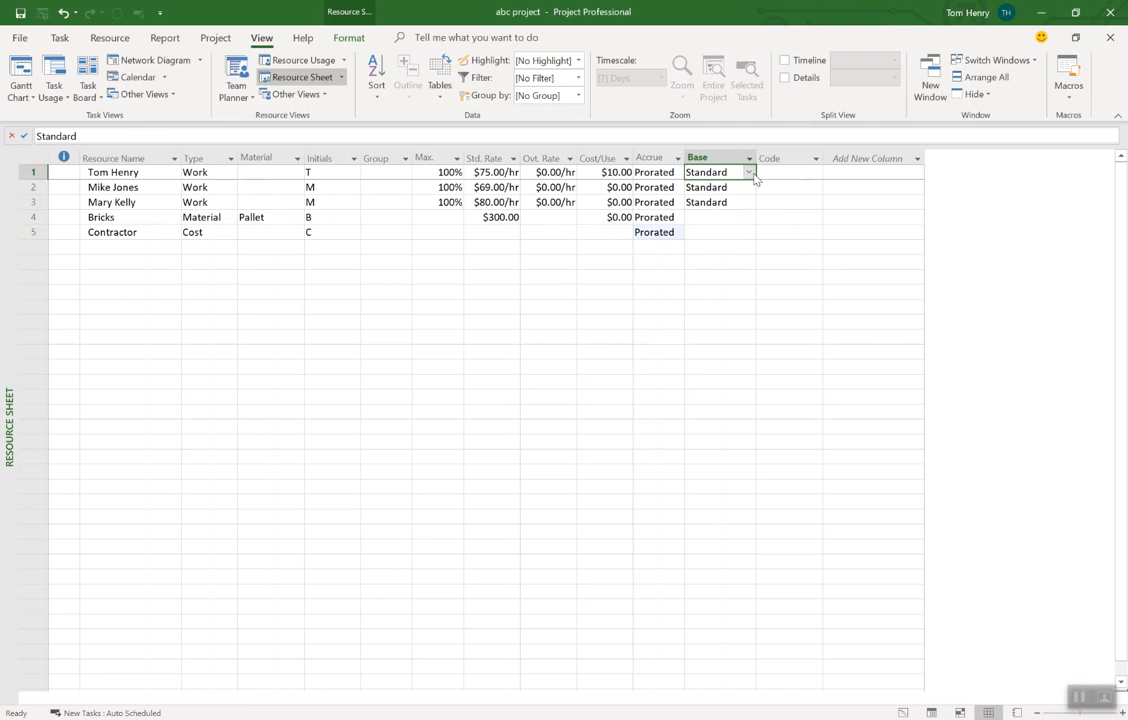 Resource S...
abc project - Project Professional
Tom Henry TH
File Task Resource Report Project View Help Format Tell me what you want to do
Network Diagram Resource Usage Highlight: [No Highlight] Timescale: Timeline Switch Windows
Calendar Resource Sheet Filter: [No Filter] [7] Days Details Arrange All
Other Views Other Views Group by: [No Group] Hide
Gantt Chart Task Usage Task Board Team Planner Sort Outline Tables Zoom Entire Project Selected Tasks New Window Macros
Task Views Resource Views Data Zoom Split View Window Macros
Standard
Resource Name Type Material Initials Group Max. Std. Rate Ovt. Rate Cost/Use Accrue Base Code Add New Column
1 Tom Henry Work T 100% $75.00/hr $0.00/hr $10.00 Prorated Standard
2 Mike Jones Work M 100% $69.00/hr $0.00/hr $0.00 Prorated Standard
3 Mary Kelly Work M 100% $80.00/hr $0.00/hr $0.00 Prorated Standard
4 Bricks Material Pallet B $300.00 $0.00 Prorated
5 Contractor Cost C Prorated
RESOURCE SHEET
Ready New Tasks : Auto Scheduled